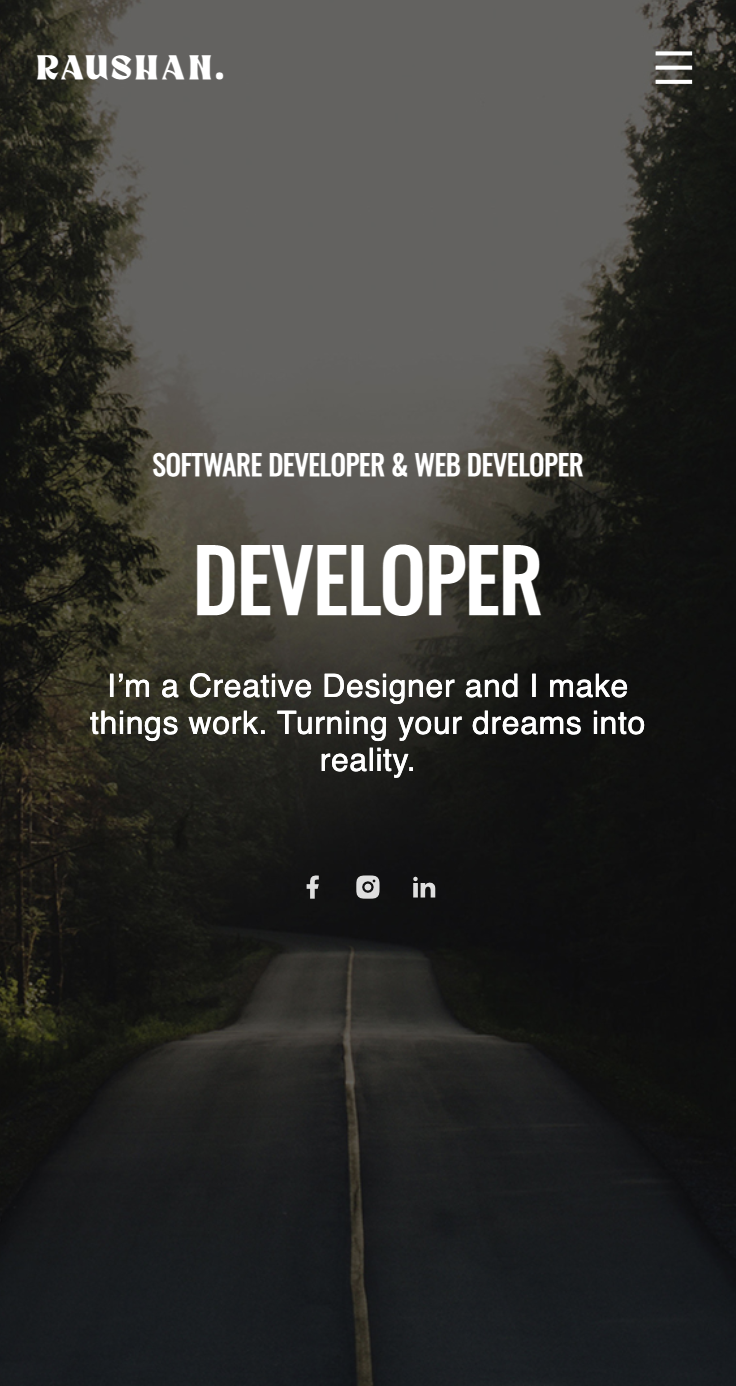 RAUSHAN.
SOFTWARE DEVELOPER & WEB DEVELOPER
DEVELOPER
I’m a Creative Designer and I make
things work. Turning your dreams into
reality.